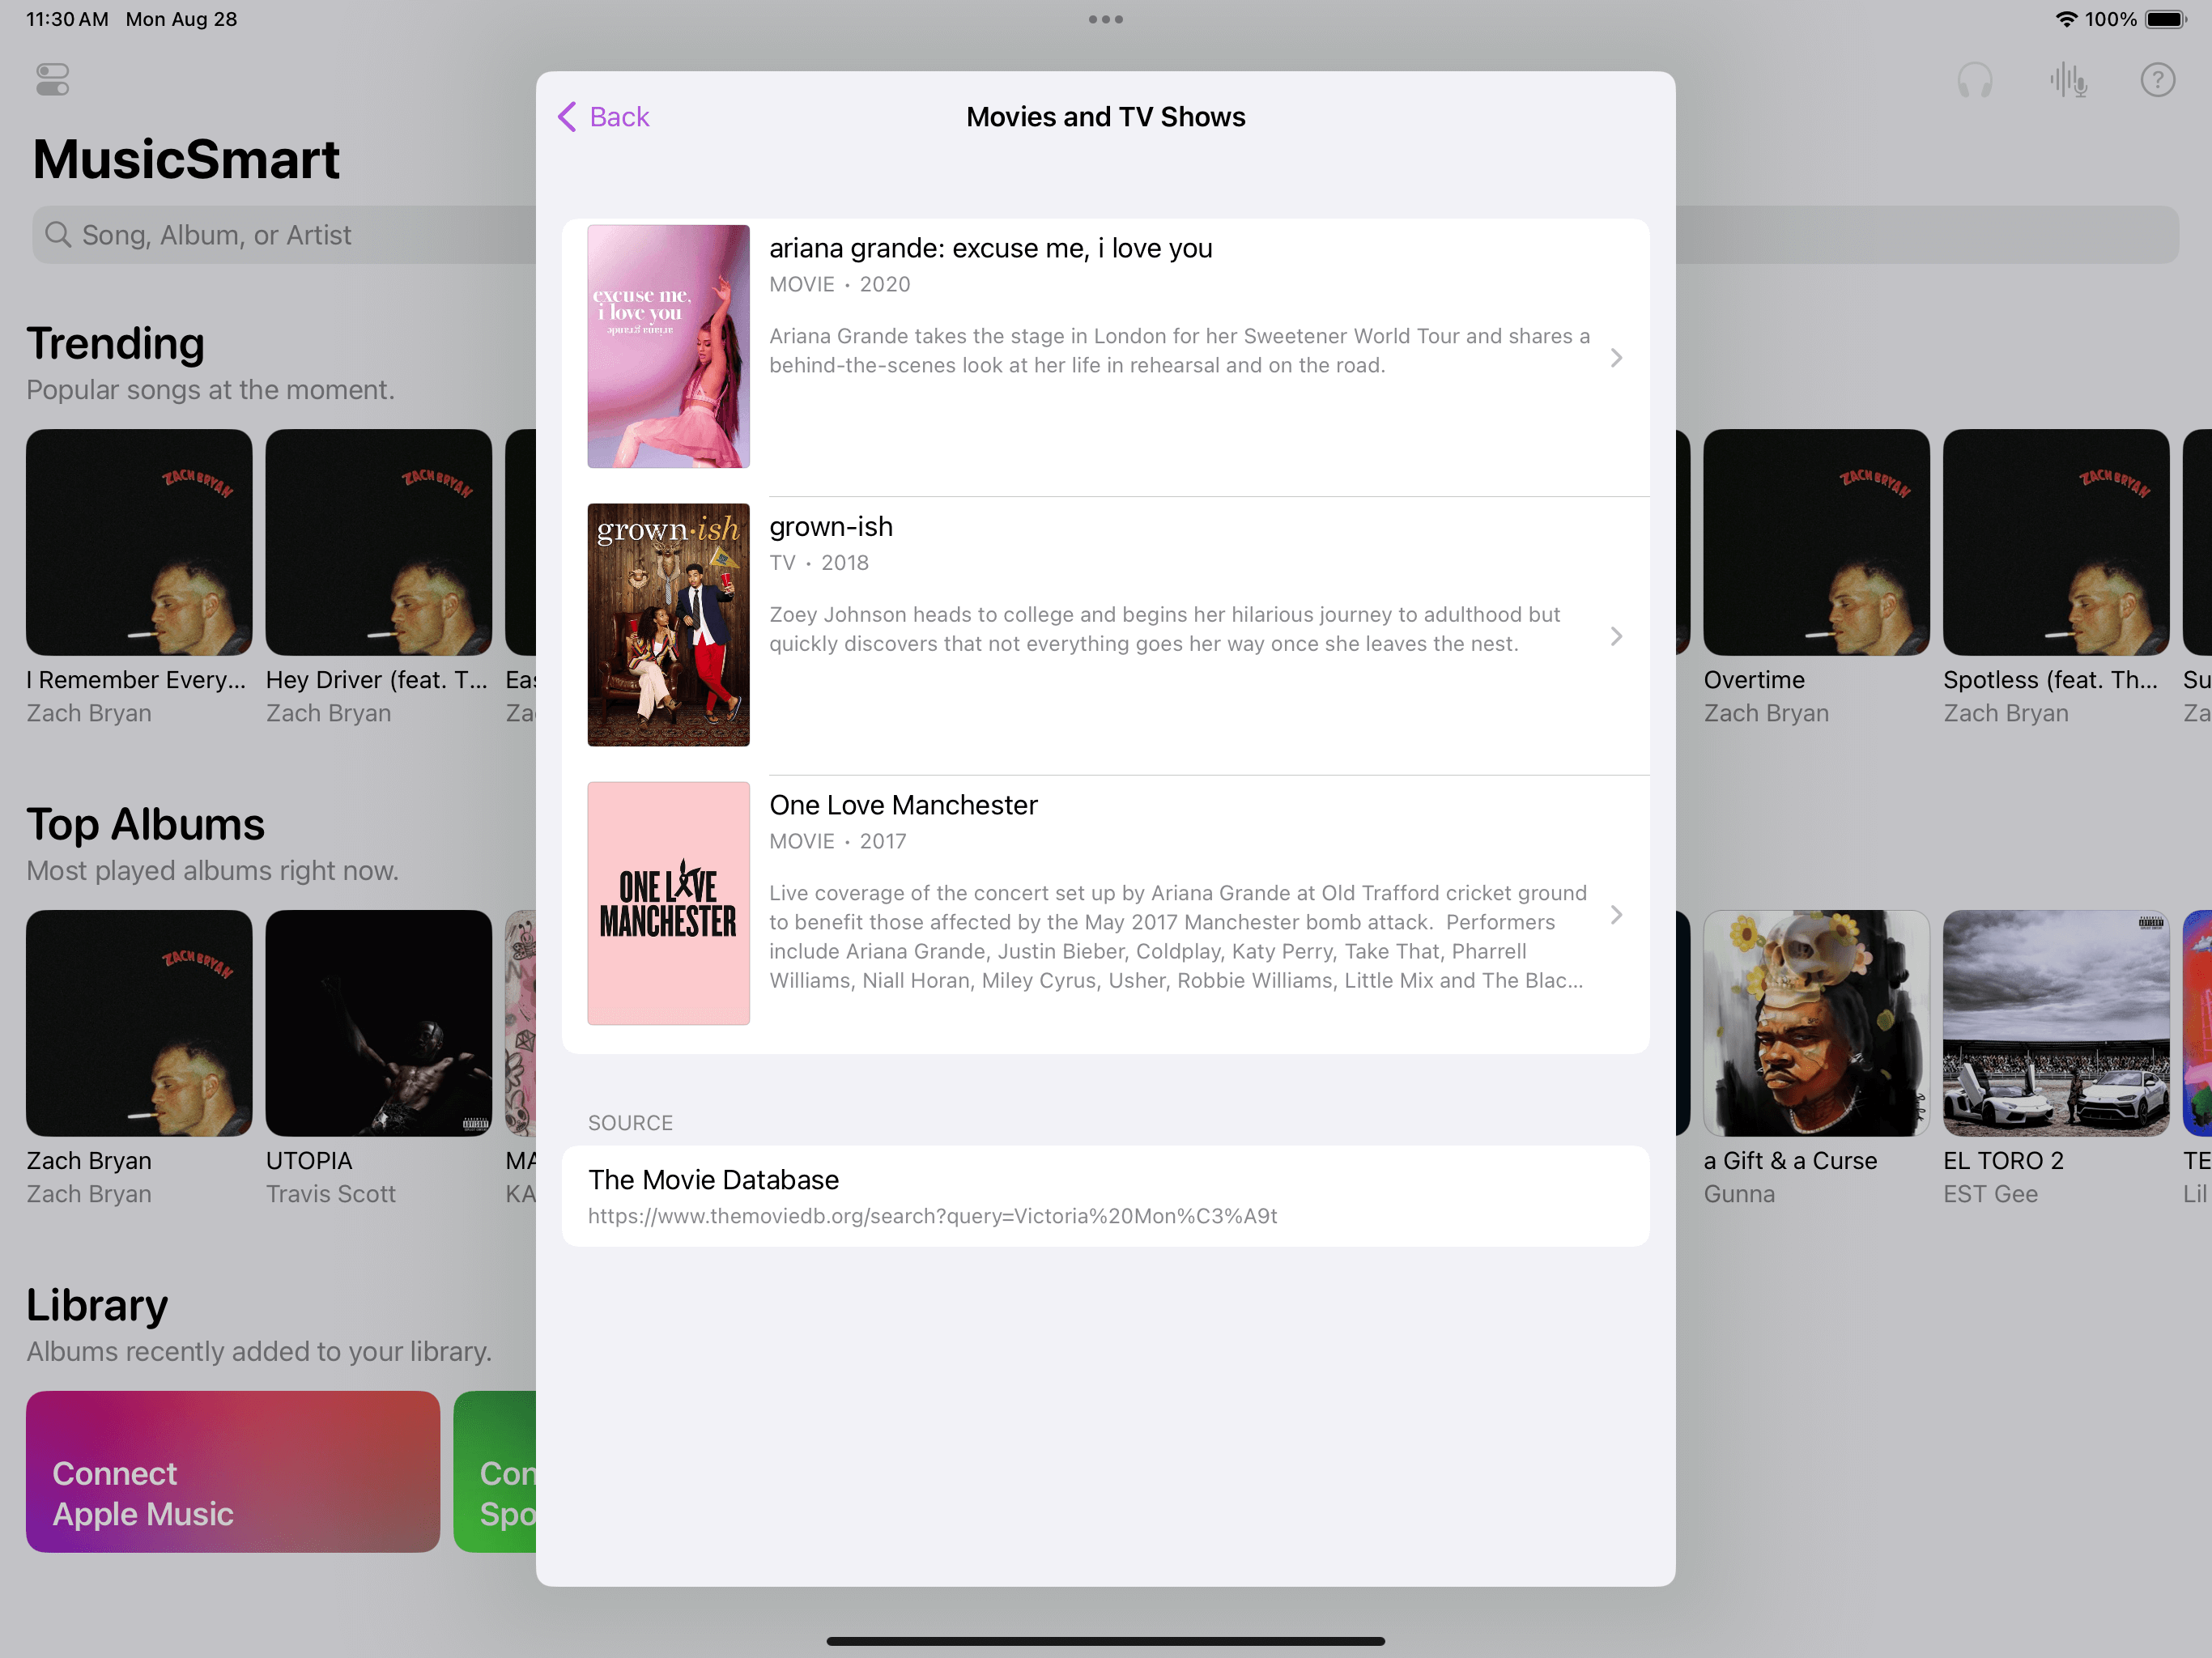 11:30 AM Mon Aug 28
100%
MusicSmart
Song, Album, or Artist
Trending
Popular songs at the moment.
ZACH BRYAN
ZACH BRYAN
I Remember Every...
Zach Bryan
Hey Driver (feat. T...
Zach Bryan
Eas
Za
ZACH BRYAN
ZACH BRYAN
Overtime
Zach Bryan
Spotless (feat. Th...
Zach Bryan
Su
Za
Top Albums
Most played albums right now.
ZACH BRYAN
Zach Bryan
Zach Bryan
UTOPIA
Travis Scott
MA
KA
a Gift & a Curse
Gunna
EL TORO 2
EST Gee
TE
Lil
Library
Albums recently added to your library.
Connect
Apple Music
Con
Spo
Back
Movies and TV Shows
excuse me,
i love you
ariana grande
ariana grande: excuse me, i love you
MOVIE • 2020
Ariana Grande takes the stage in London for her Sweetener World Tour and shares a
behind-the-scenes look at her life in rehearsal and on the road.
grown·ish
grown-ish
TV • 2018
Zoey Johnson heads to college and begins her hilarious journey to adulthood but
quickly discovers that not everything goes her way once she leaves the nest.
ONE LOVE
MANCHESTER
One Love Manchester
MOVIE • 2017
Live coverage of the concert set up by Ariana Grande at Old Trafford cricket ground
to benefit those affected by the May 2017 Manchester bomb attack.  Performers
include Ariana Grande, Justin Bieber, Coldplay, Katy Perry, Take That, Pharrell
Williams, Niall Horan, Miley Cyrus, Usher, Robbie Williams, Little Mix and The Blac...
SOURCE
The Movie Database
https://www.themoviedb.org/search?query=Victoria%20Mon%C3%A9t